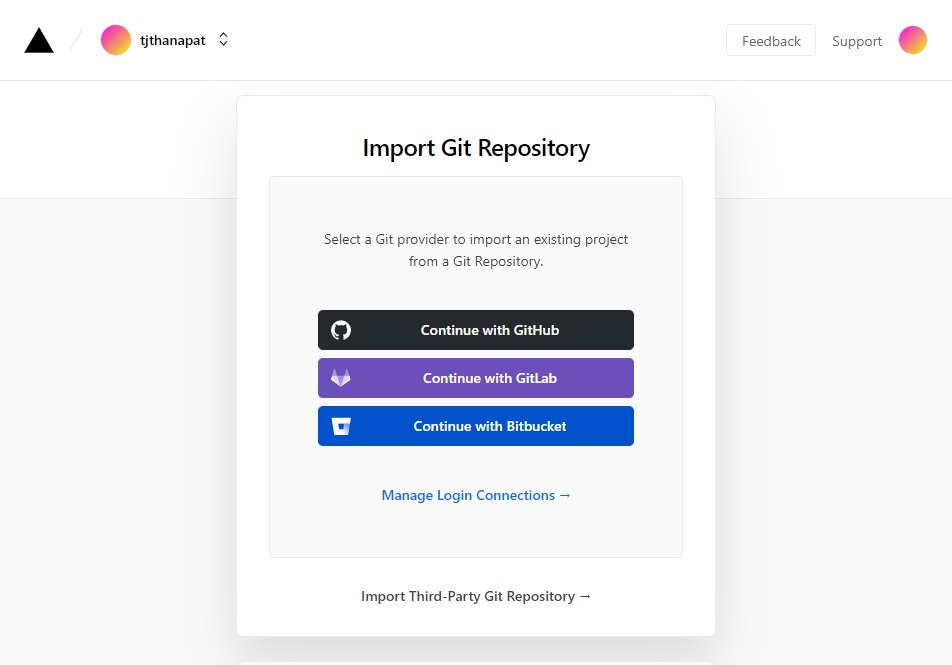 tjthanapat
Feedback
Support
Import Git Repository
Select a Git provider to import an existing project
from a Git Repository.
Continue with GitHub
Continue with GitLab
Continue with Bitbucket
Manage Login Connections →
Import Third-Party Git Repository →